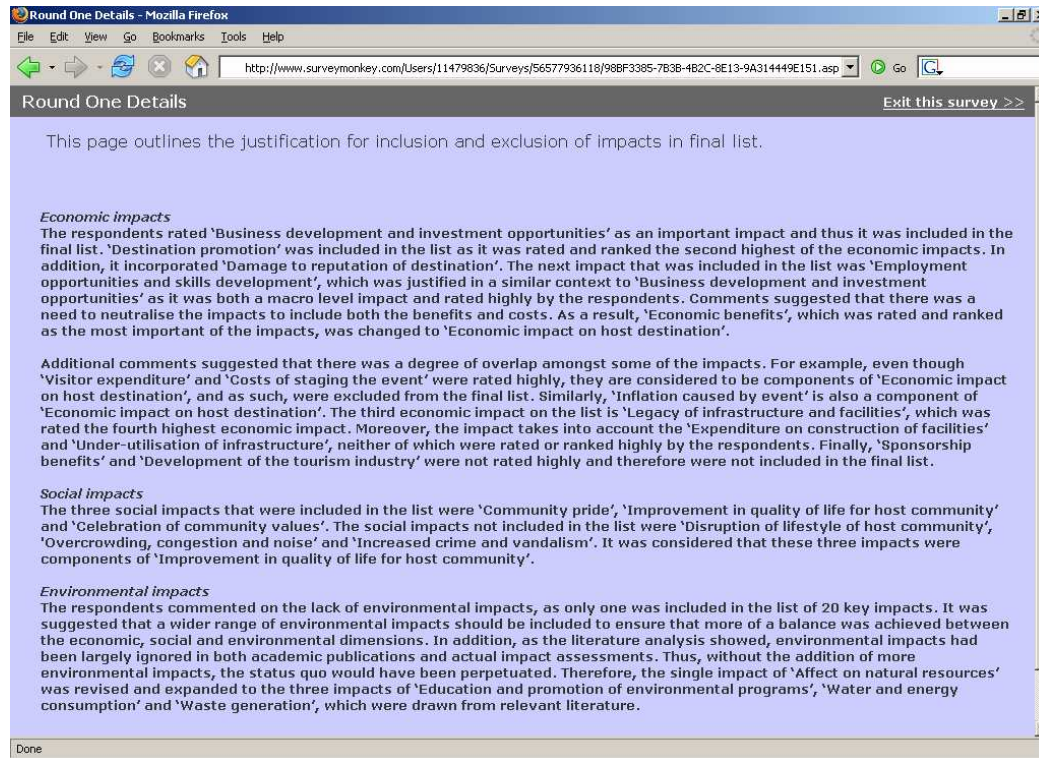 Round One Details - Mozilla Firefox
File Edit View Go Bookmarks Tools Help
http://www.surveymonkey.com/Users/11479836/Surveys/56577936118/98BF3385-7B3B-4B2C-8E13-9A314449E151.asp Go G
Round One Details Exit this survey >>
This page outlines the justification for inclusion and exclusion of impacts in final list.
Economic impacts
The respondents rated ‘Business development and investment opportunities’ as an important impact and thus it was included in the
final list. ‘Destination promotion’ was included in the list as it was rated and ranked the second highest of the economic impacts. In
addition, it incorporated ‘Damage to reputation of destination’. The next impact that was included in the list was ‘Employment
opportunities and skills development’, which was justified in a similar context to ‘Business development and investment
opportunities’ as it was both a macro level impact and rated highly by the respondents. Comments suggested that there was a
need to neutralise the impacts to include both the benefits and costs. As a result, ‘Economic benefits’, which was rated and ranked
as the most important of the impacts, was changed to ‘Economic impact on host destination’.
Additional comments suggested that there was a degree of overlap amongst some of the impacts. For example, even though
‘Visitor expenditure’ and ‘Costs of staging the event’ were rated highly, they are considered to be components of ‘Economic impact
on host destination’, and as such, were excluded from the final list. Similarly, ‘Inflation caused by event’ is also a component of
‘Economic impact on host destination’. The third economic impact on the list is ‘Legacy of infrastructure and facilities’, which was
rated the fourth highest economic impact. Moreover, the impact takes into account the ‘Expenditure on construction of facilities’
and ‘Under-utilisation of infrastructure’, neither of which were rated or ranked highly by the respondents. Finally, ‘Sponsorship
benefits’ and ‘Development of the tourism industry’ were not rated highly and therefore were not included in the final list.
Social impacts
The three social impacts that were included in the list were ‘Community pride’, ‘Improvement in quality of life for host community’
and ‘Celebration of community values’. The social impacts not included in the list were ‘Disruption of lifestyle of host community’,
'Overcrowding, congestion and noise’ and ‘Increased crime and vandalism’. It was considered that these three impacts were
components of ‘Improvement in quality of life for host community’.
Environmental impacts
The respondents commented on the lack of environmental impacts, as only one was included in the list of 20 key impacts. It was
suggested that a wider range of environmental impacts should be included to ensure that more of a balance was achieved between
the economic, social and environmental dimensions. In addition, as the literature analysis showed, environmental impacts had
been largely ignored in both academic publications and actual impact assessments. Thus, without the addition of more
environmental impacts, the status quo would have been perpetuated. Therefore, the single impact of ‘Affect on natural resources’
was revised and expanded to the three impacts of ‘Education and promotion of environmental programs’, ‘Water and energy
consumption’ and ‘Waste generation’, which were drawn from relevant literature.
Done